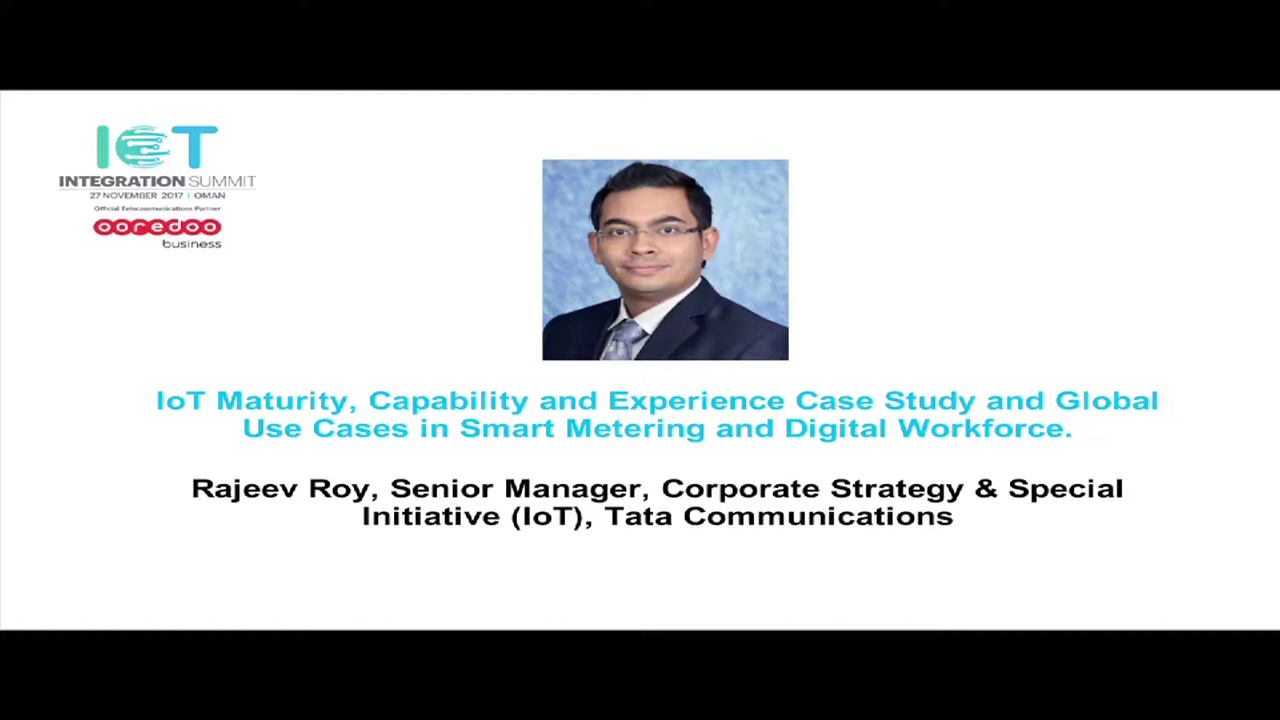 IOT
INTEGRATION SUMMIT
27 NOVEMBER 2017 | OMAN
Official Telecommunications Partner
ooredoo
business
IoT Maturity, Capability and Experience Case Study and Global
Use Cases in Smart Metering and Digital Workforce.
Rajeev Roy, Senior Manager, Corporate Strategy & Special
Initiative (IoT), Tata Communications